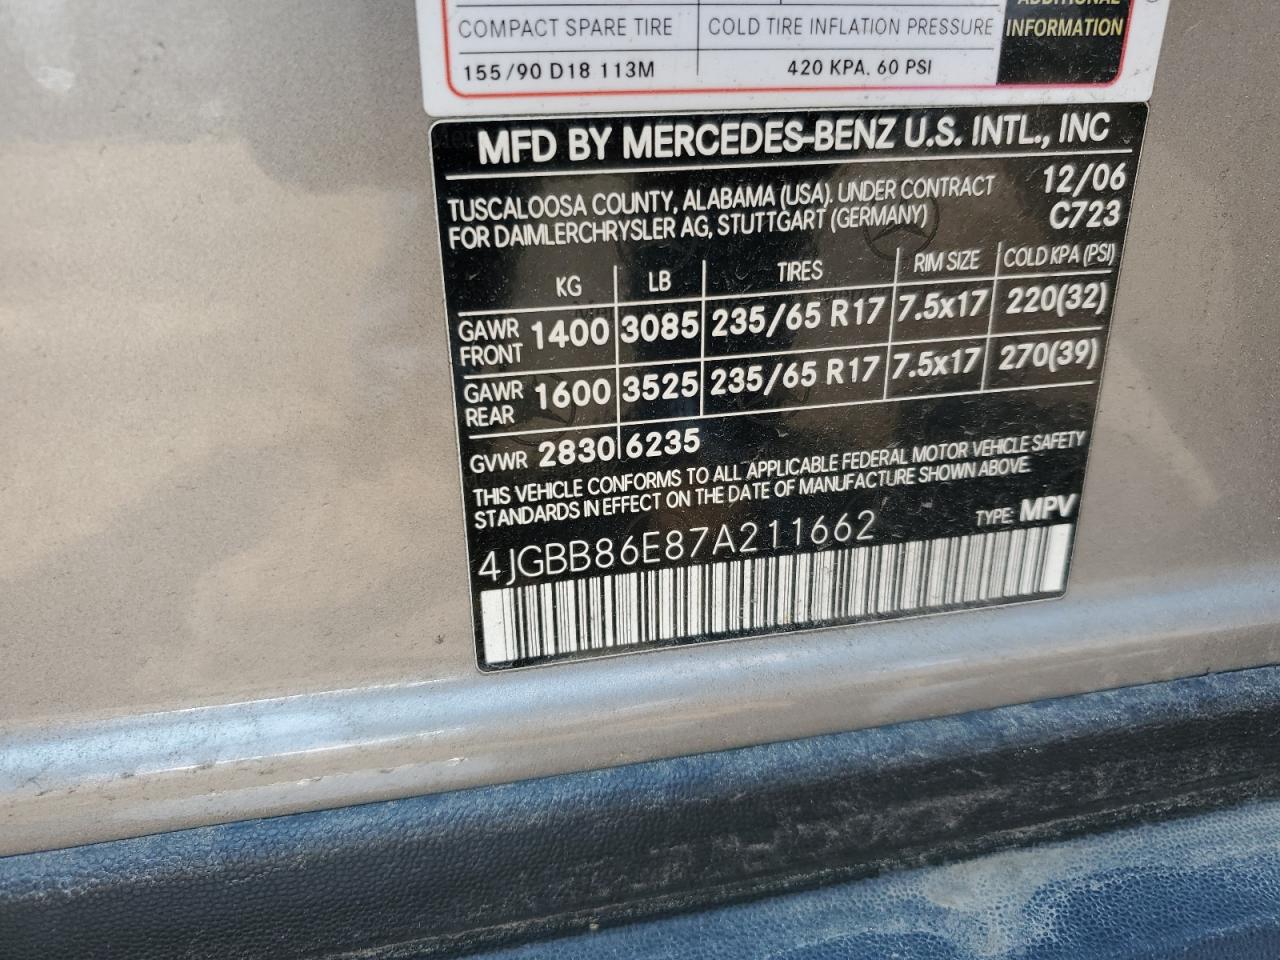 ADDITIONAL
INFORMATION
COMPACT SPARE TIRE COLD TIRE INFLATION PRESSURE
155/90 D18 113M 420 KPA, 60 PSI
MFD BY MERCEDES-BENZ U.S. INTL., INC
TUSCALOOSA COUNTY, ALABAMA (USA). UNDER CONTRACT 12/06
FOR DAIMLERCHRYSLER AG, STUTTGART (GERMANY) C723
KG LB TIRES RIM SIZE COLD KPA (PSI)
GAWR FRONT 1400 3085 235/65 R17 7.5x17 220(32)
GAWR REAR 1600 3525 235/65 R17 7.5x17 270(39)
GVWR 2830 6235
THIS VEHICLE CONFORMS TO ALL APPLICABLE FEDERAL MOTOR VEHICLE SAFETY
STANDARDS IN EFFECT ON THE DATE OF MANUFACTURE SHOWN ABOVE.
4JGBB86E87A211662 TYPE: MPV